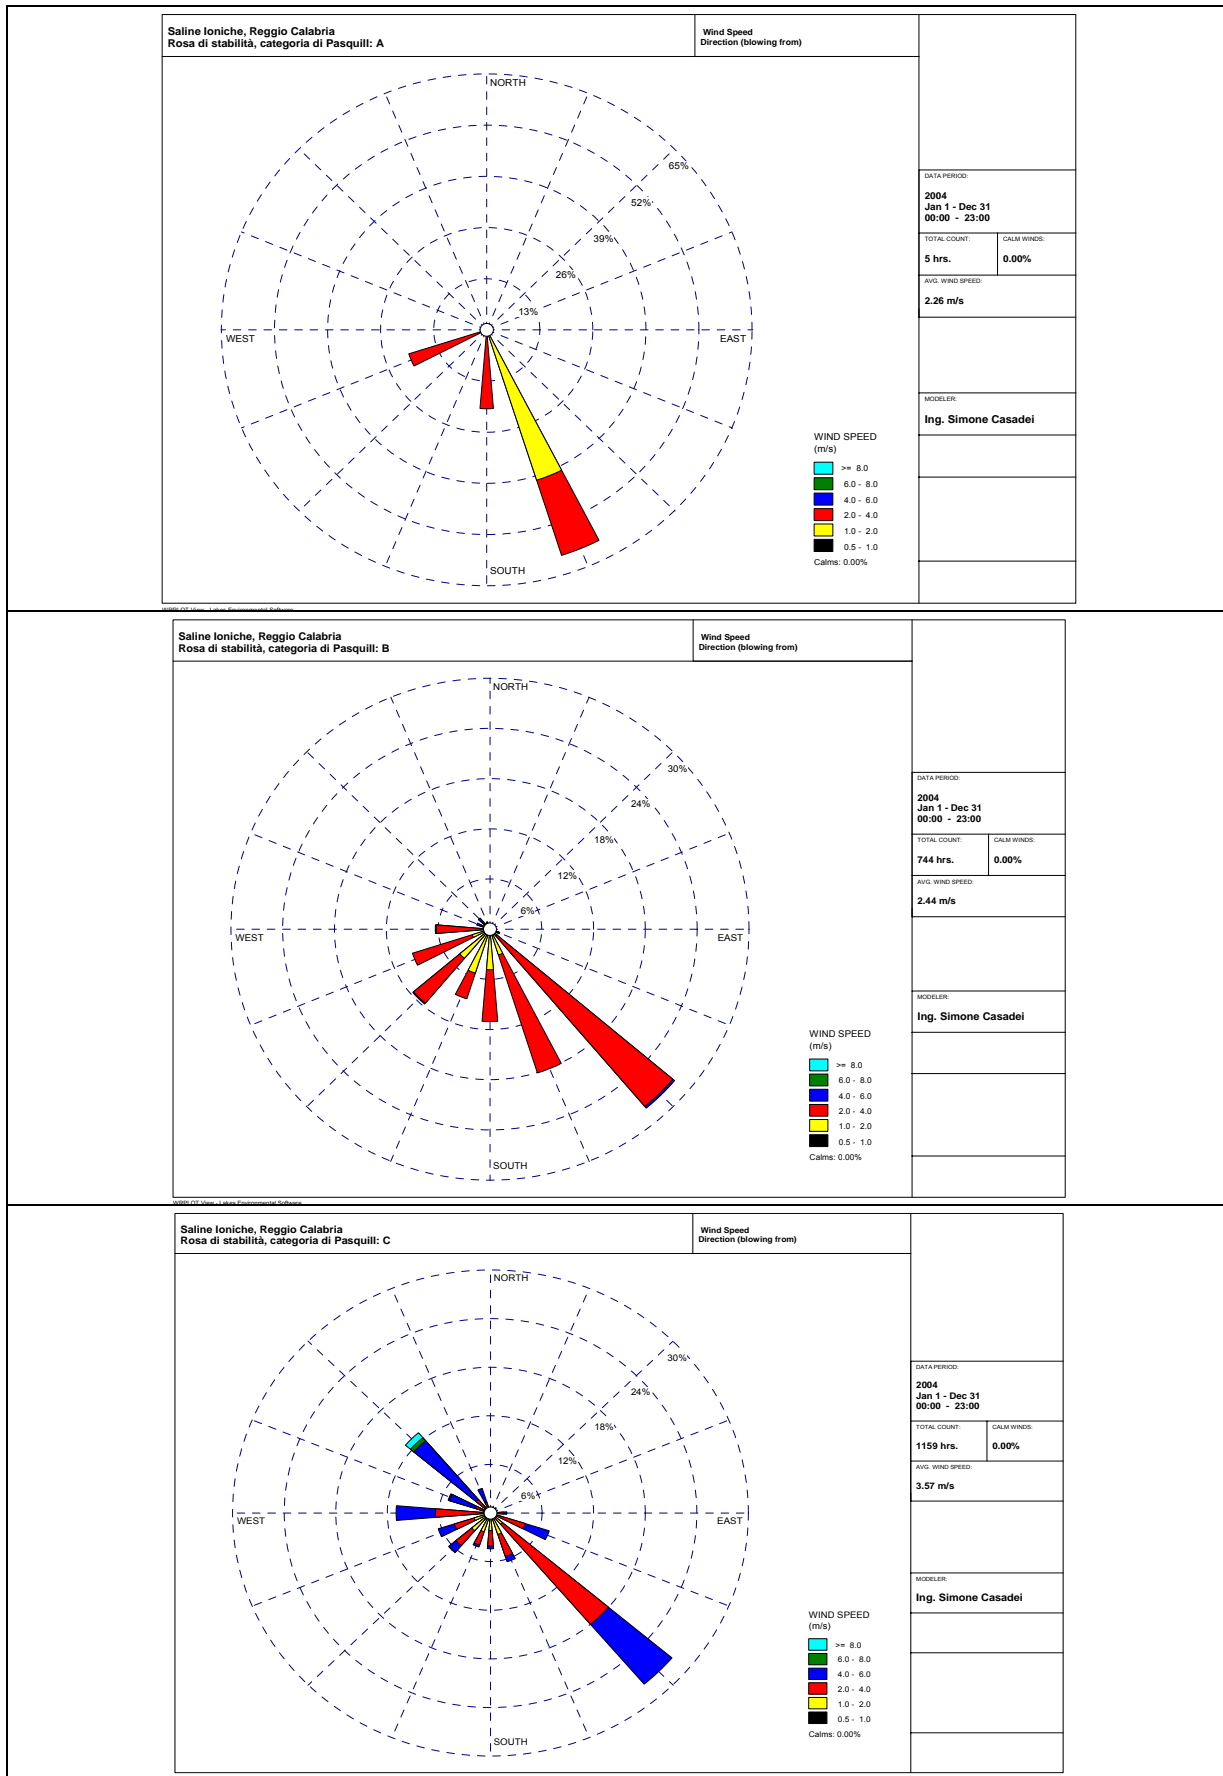 Saline Ioniche, Reggio Calabria
Rosa di stabilità, categoria di Pasquill: A
Wind Speed
Direction (blowing from)
NORTH
65%
52%
39%
26%
13%
WEST
EAST
SOUTH
WIND SPEED
(m/s)
>= 8.0
6.0 - 8.0
4.0 - 6.0
2.0 - 4.0
1.0 - 2.0
0.5 - 1.0
Calms: 0.00%
DATA PERIOD:
2004
Jan 1 - Dec 31
00:00 - 23:00
TOTAL COUNT:
5 hrs.
CALM WINDS:
0.00%
AVG. WIND SPEED:
2.26 m/s
MODELER:
Ing. Simone Casadei
WRPLOT View - Lakes Environmental Software
Saline Ioniche, Reggio Calabria
Rosa di stabilità, categoria di Pasquill: B
Wind Speed
Direction (blowing from)
NORTH
30%
24%
18%
12%
6%
WEST
EAST
SOUTH
WIND SPEED
(m/s)
>= 8.0
6.0 - 8.0
4.0 - 6.0
2.0 - 4.0
1.0 - 2.0
0.5 - 1.0
Calms: 0.00%
DATA PERIOD:
2004
Jan 1 - Dec 31
00:00 - 23:00
TOTAL COUNT:
744 hrs.
CALM WINDS:
0.00%
AVG. WIND SPEED:
2.44 m/s
MODELER:
Ing. Simone Casadei
WRPLOT View - Lakes Environmental Software
Saline Ioniche, Reggio Calabria
Rosa di stabilità, categoria di Pasquill: C
Wind Speed
Direction (blowing from)
NORTH
30%
24%
18%
12%
6%
WEST
EAST
SOUTH
WIND SPEED
(m/s)
>= 8.0
6.0 - 8.0
4.0 - 6.0
2.0 - 4.0
1.0 - 2.0
0.5 - 1.0
Calms: 0.00%
DATA PERIOD:
2004
Jan 1 - Dec 31
00:00 - 23:00
TOTAL COUNT:
1159 hrs.
CALM WINDS:
0.00%
AVG. WIND SPEED:
3.57 m/s
MODELER:
Ing. Simone Casadei